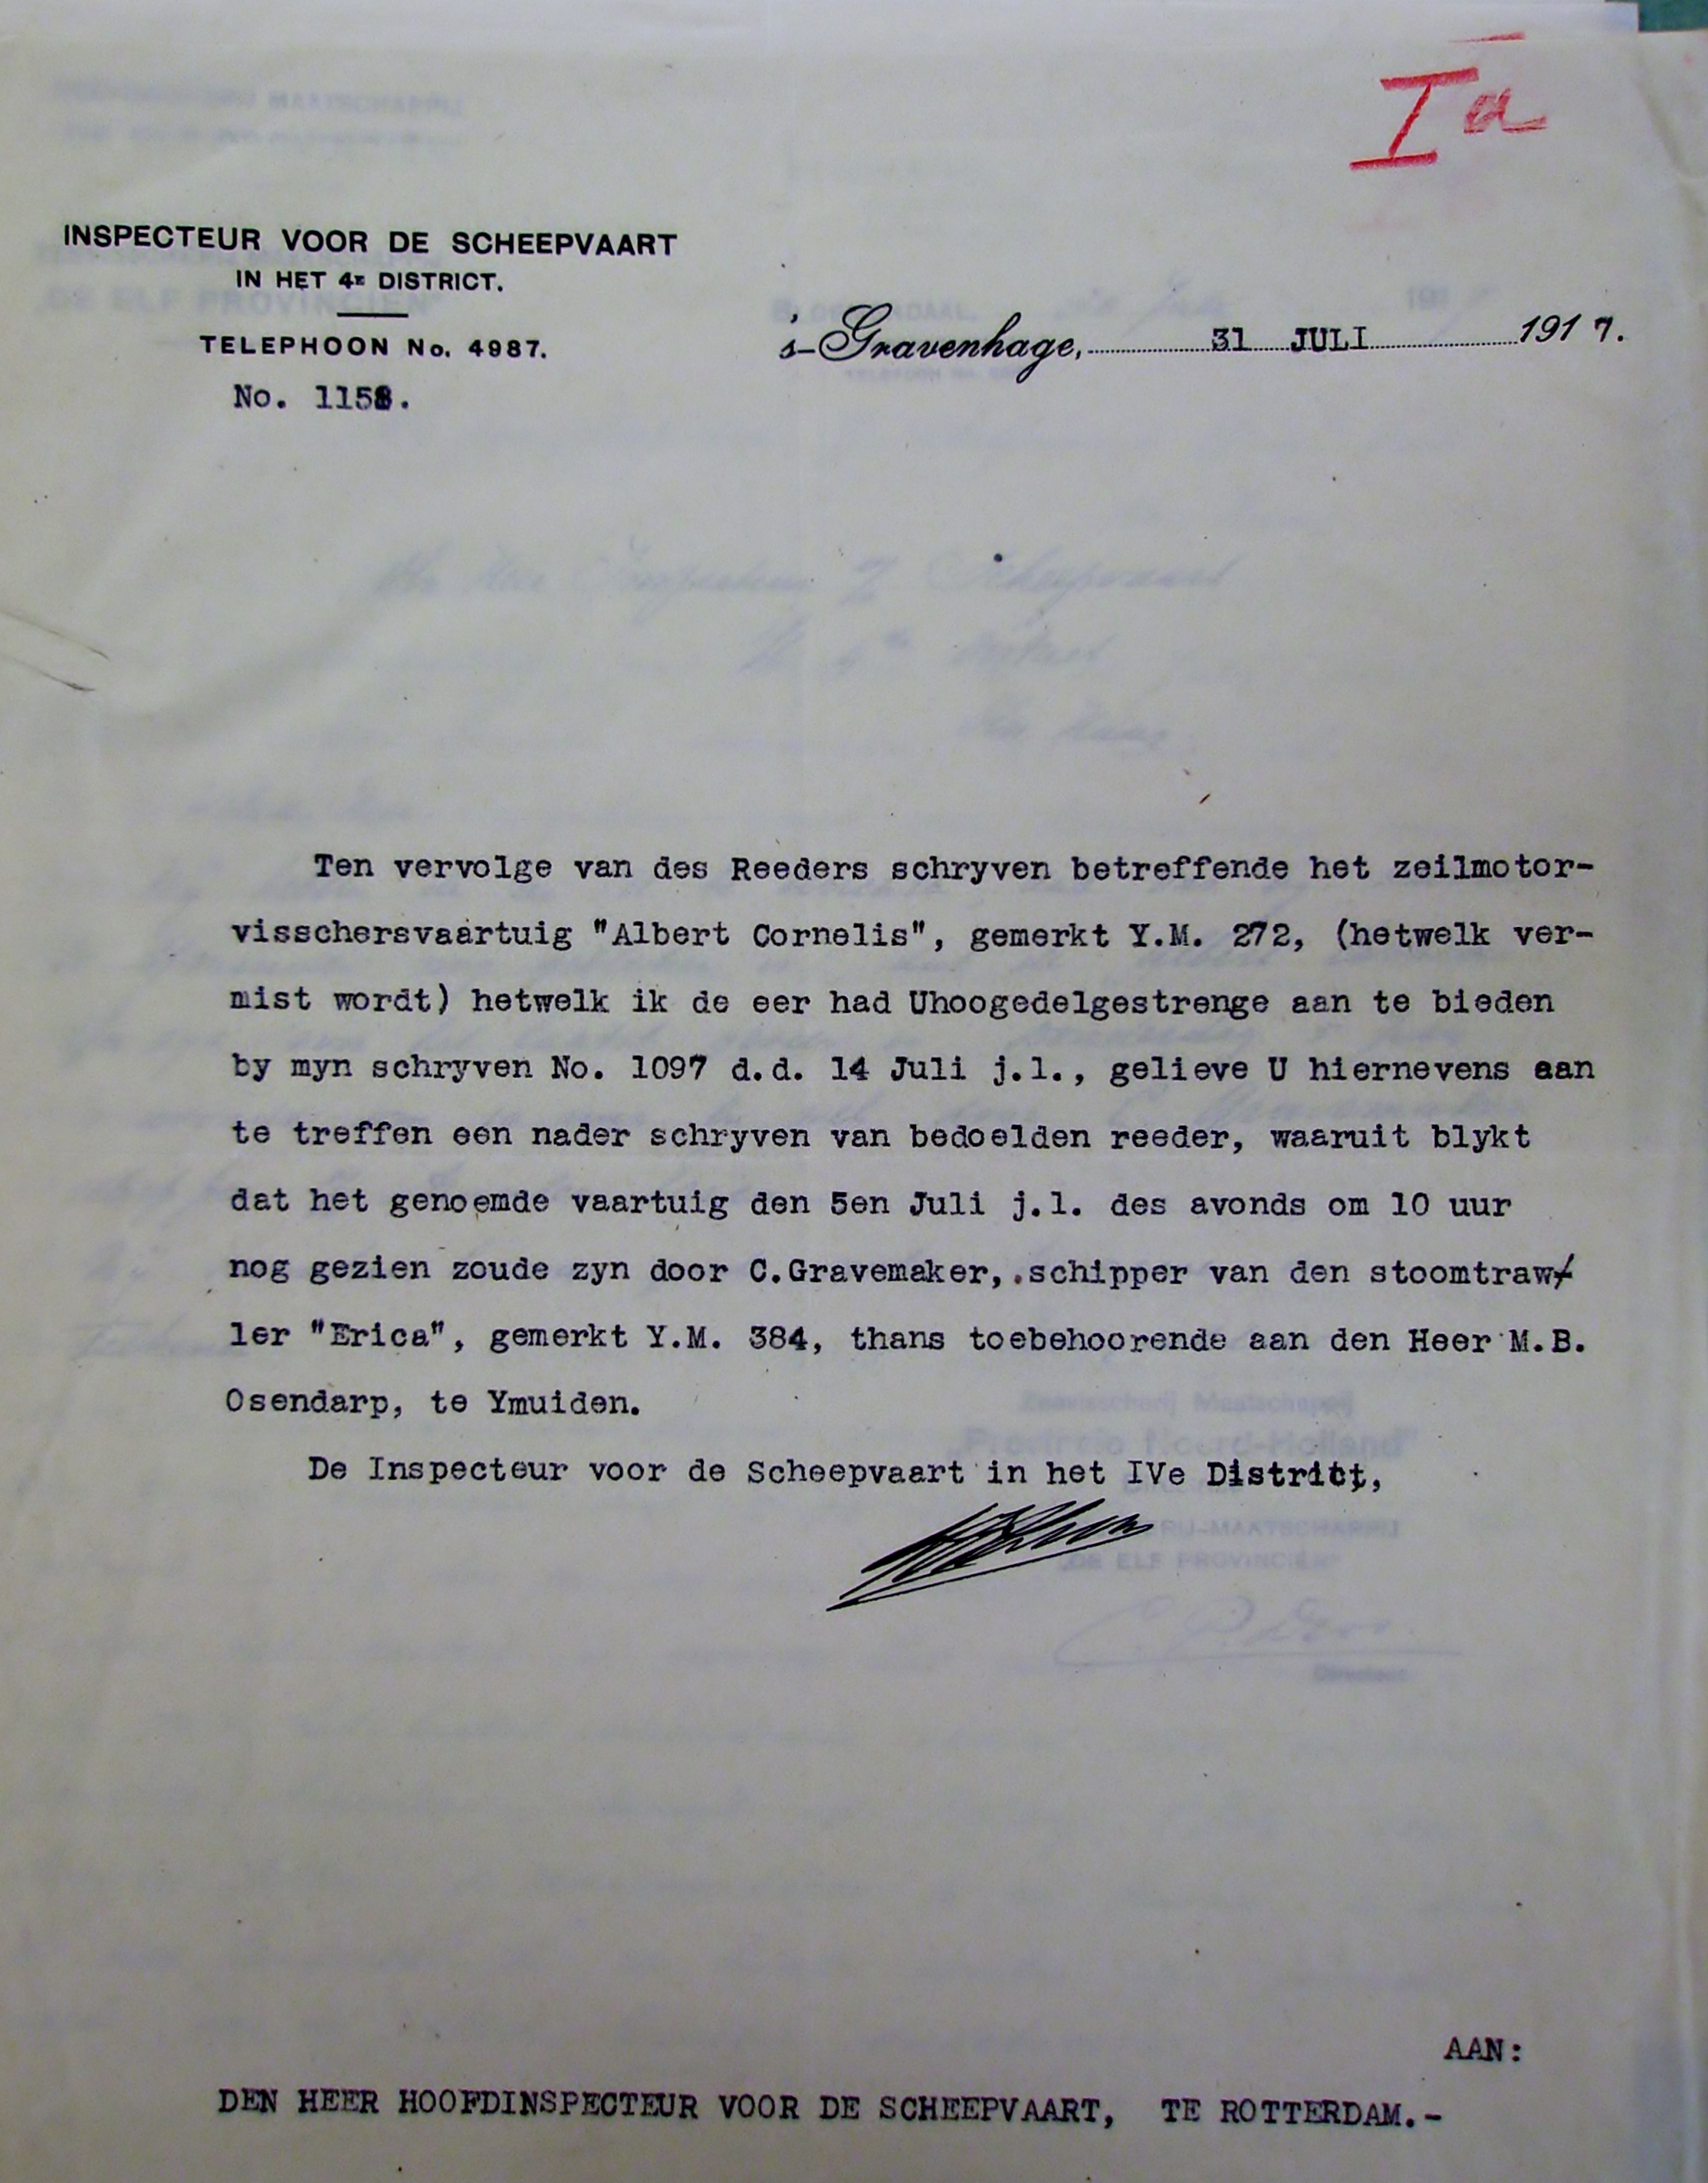 Ia
INSPECTEUR VOOR DE SCHEEPVAART
IN HET 4E DISTRICT.
TELEPHOON No. 4987.
No. 1158.
's-Gravenhage, 31 JULI 1917.
Ten vervolge van des Reeders schryven betreffende het zeilmotor-
visschersvaartuig "Albert Cornelis", gemerkt Y.M. 272, (hetwelk ver-
mist wordt) hetwelk ik de eer had Uhoogedelgestrenge aan te bieden
by myn schryven No. 1097 d.d. 14 Juli j.l., gelieve U hiernevens aan
te treffen een nader schryven van bedoelden reeder, waaruit blykt
dat het genoemde vaartuig den 5en Juli j.l. des avonds om 10 uur
nog gezien zoude zyn door C.Gravemaker,.schipper van den stoomtraw-
ler "Erica", gemerkt Y.M. 384, thans toebehoorende aan den Heer M.B.
Osendarp, te Ymuiden.
De Inspecteur voor de Scheepvaart in het IVe District,
AAN:
DEN HEER HOOFDINSPECTEUR VOOR DE SCHEEPVAART, TE ROTTERDAM.-